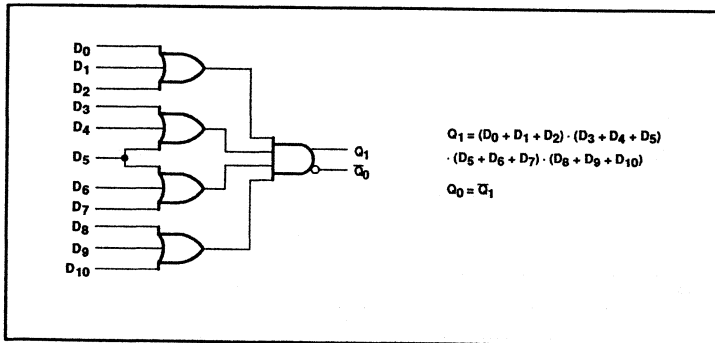 D0
D1
D2
D3
D4
D5
D6
D7
D8
D9
D10
Q1
Q̅0
Q1 = (D0 + D1 + D2) · (D3 + D4 + D5)
· (D5 + D6 + D7) · (D8 + D9 + D10)
Q0 = Q̅1